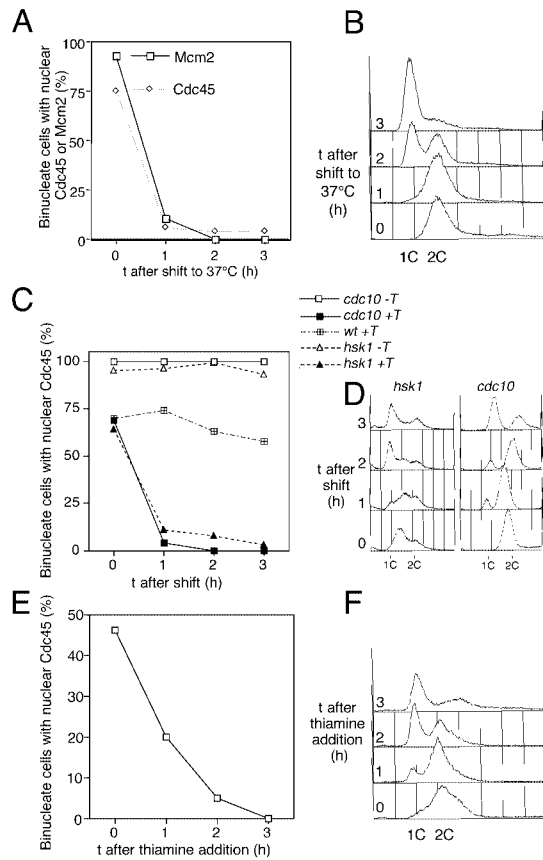 A
Binucleate cells with nuclear
Cdc45 or Mcm2 (%)
100
75
50
25
0
Mcm2
Cdc45
0 1 2 3
t after shift to 37°C (h)
B
t after
shift to
37°C
(h)
3
2
1
0
1C 2C
C
Binucleate cells with nuclear Cdc45 (%)
100
75
50
25
0
0 1 2 3
t after shift (h)
cdc10 -T
cdc10 +T
wt +T
hsk1 -T
hsk1 +T
D
hsk1 cdc10
t after
shift
(h)
3
2
1
0
1C 2C 1C 2C
E
Binucleate cells with nuclear Cdc45 (%)
50
40
30
20
10
0
0 1 2 3
t after thiamine addition (h)
F
t after
thiamine
addition
(h)
3
2
1
0
1C 2C